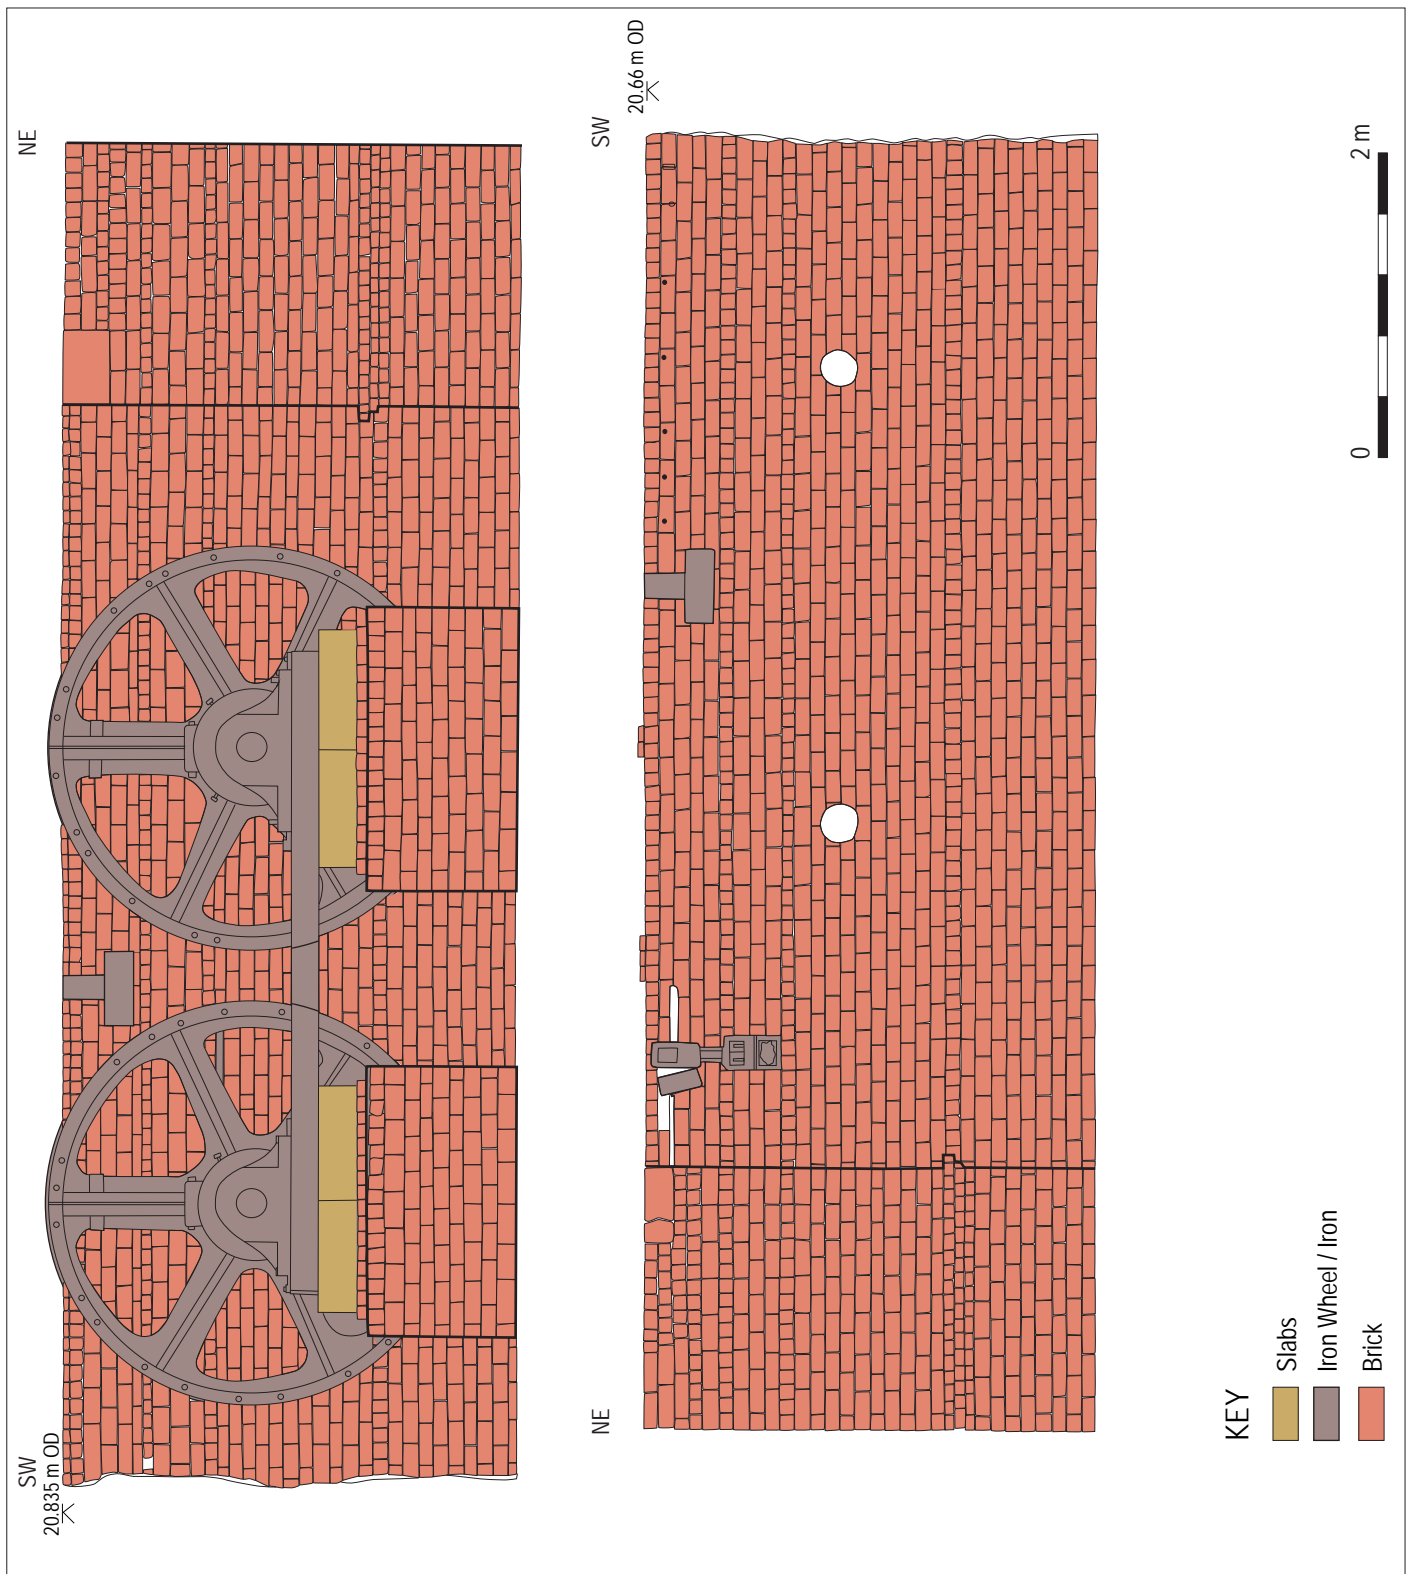 SW
20.835 m OD
NE
NE
SW
20.66 m OD
KEY
Slabs
Iron Wheel / Iron
Brick
0
2 m